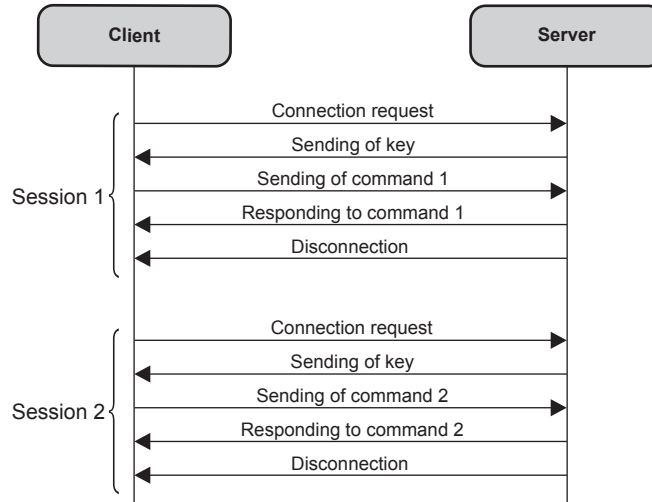 Client
Server
Session 1
Connection request
Sending of key
Sending of command 1
Responding to command 1
Disconnection
Session 2
Connection request
Sending of key
Sending of command 2
Responding to command 2
Disconnection